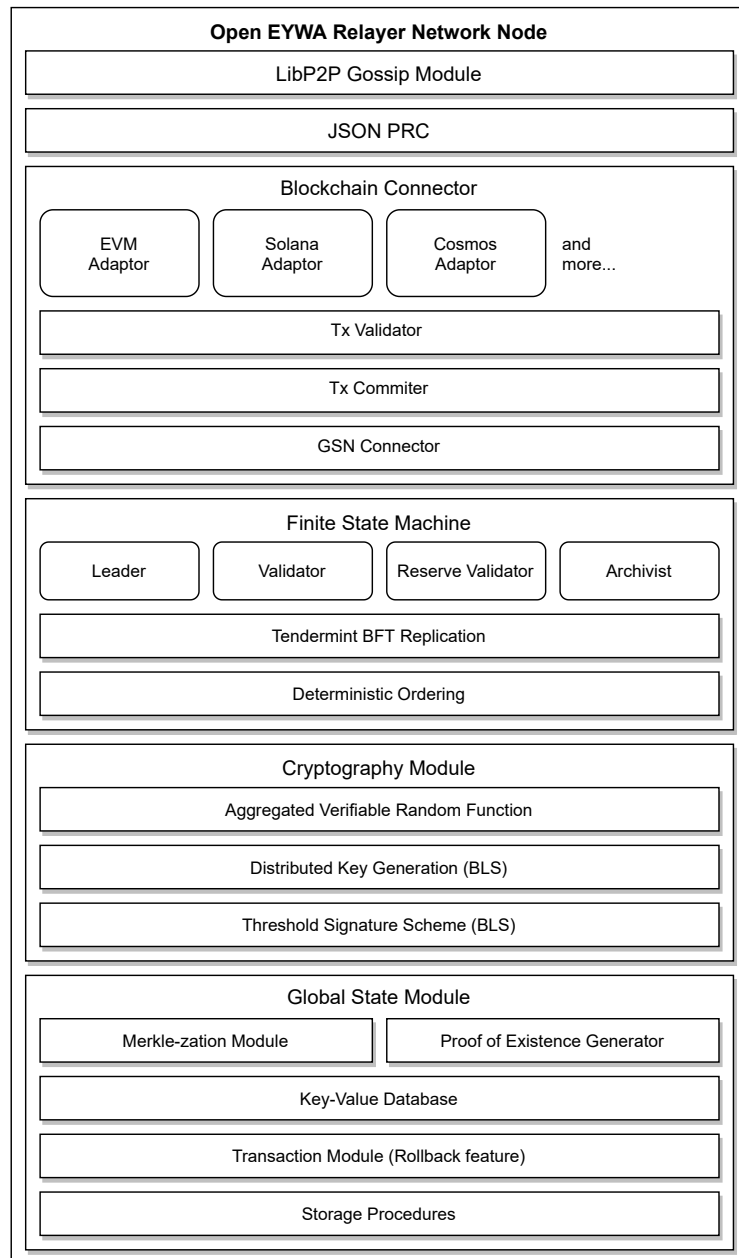 Open EYWA Relayer Network Node
LibP2P Gossip Module
JSON PRC
Blockchain Connector
EVM
Adaptor
Solana
Adaptor
Cosmos
Adaptor
and
more...
Tx Validator
Tx Commiter
GSN Connector
Finite State Machine
Leader
Validator
Reserve Validator
Archivist
Tendermint BFT Replication
Deterministic Ordering
Cryptography Module
Aggregated Verifiable Random Function
Distributed Key Generation (BLS)
Threshold Signature Scheme (BLS)
Global State Module
Merkle-zation Module
Proof of Existence Generator
Key-Value Database
Transaction Module (Rollback feature)
Storage Procedures